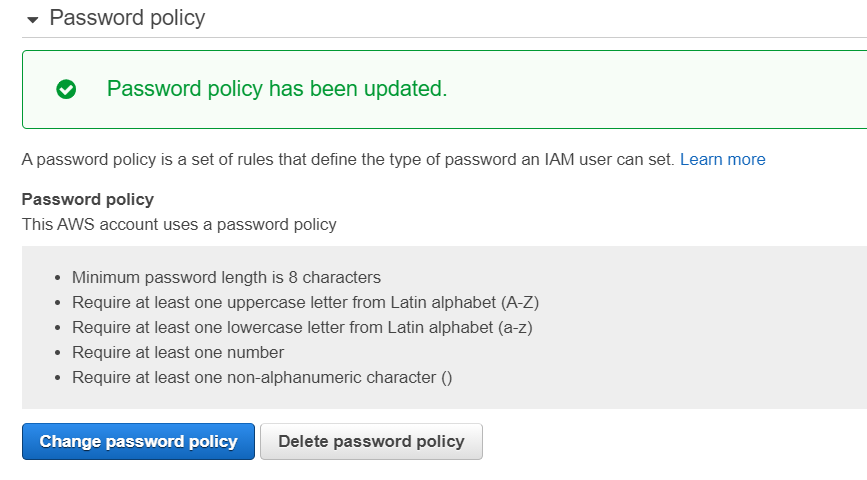 Password policy
Password policy has been updated.
A password policy is a set of rules that define the type of password an IAM user can set. Learn more
Password policy
This AWS account uses a password policy
• Minimum password length is 8 characters
• Require at least one uppercase letter from Latin alphabet (A-Z)
• Require at least one lowercase letter from Latin alphabet (a-z)
• Require at least one number
• Require at least one non-alphanumeric character ()
Change password policy Delete password policy